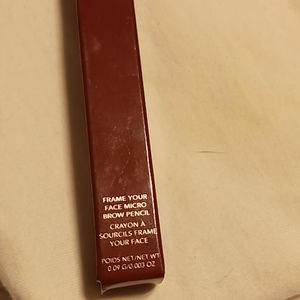 FRAME YOUR
FACE MICRO
BROW PENCIL
CRAYON À
SOURCILS FRAME
YOUR FACE
POIDS NET/NET WT
0.09 G/0.003 OZ